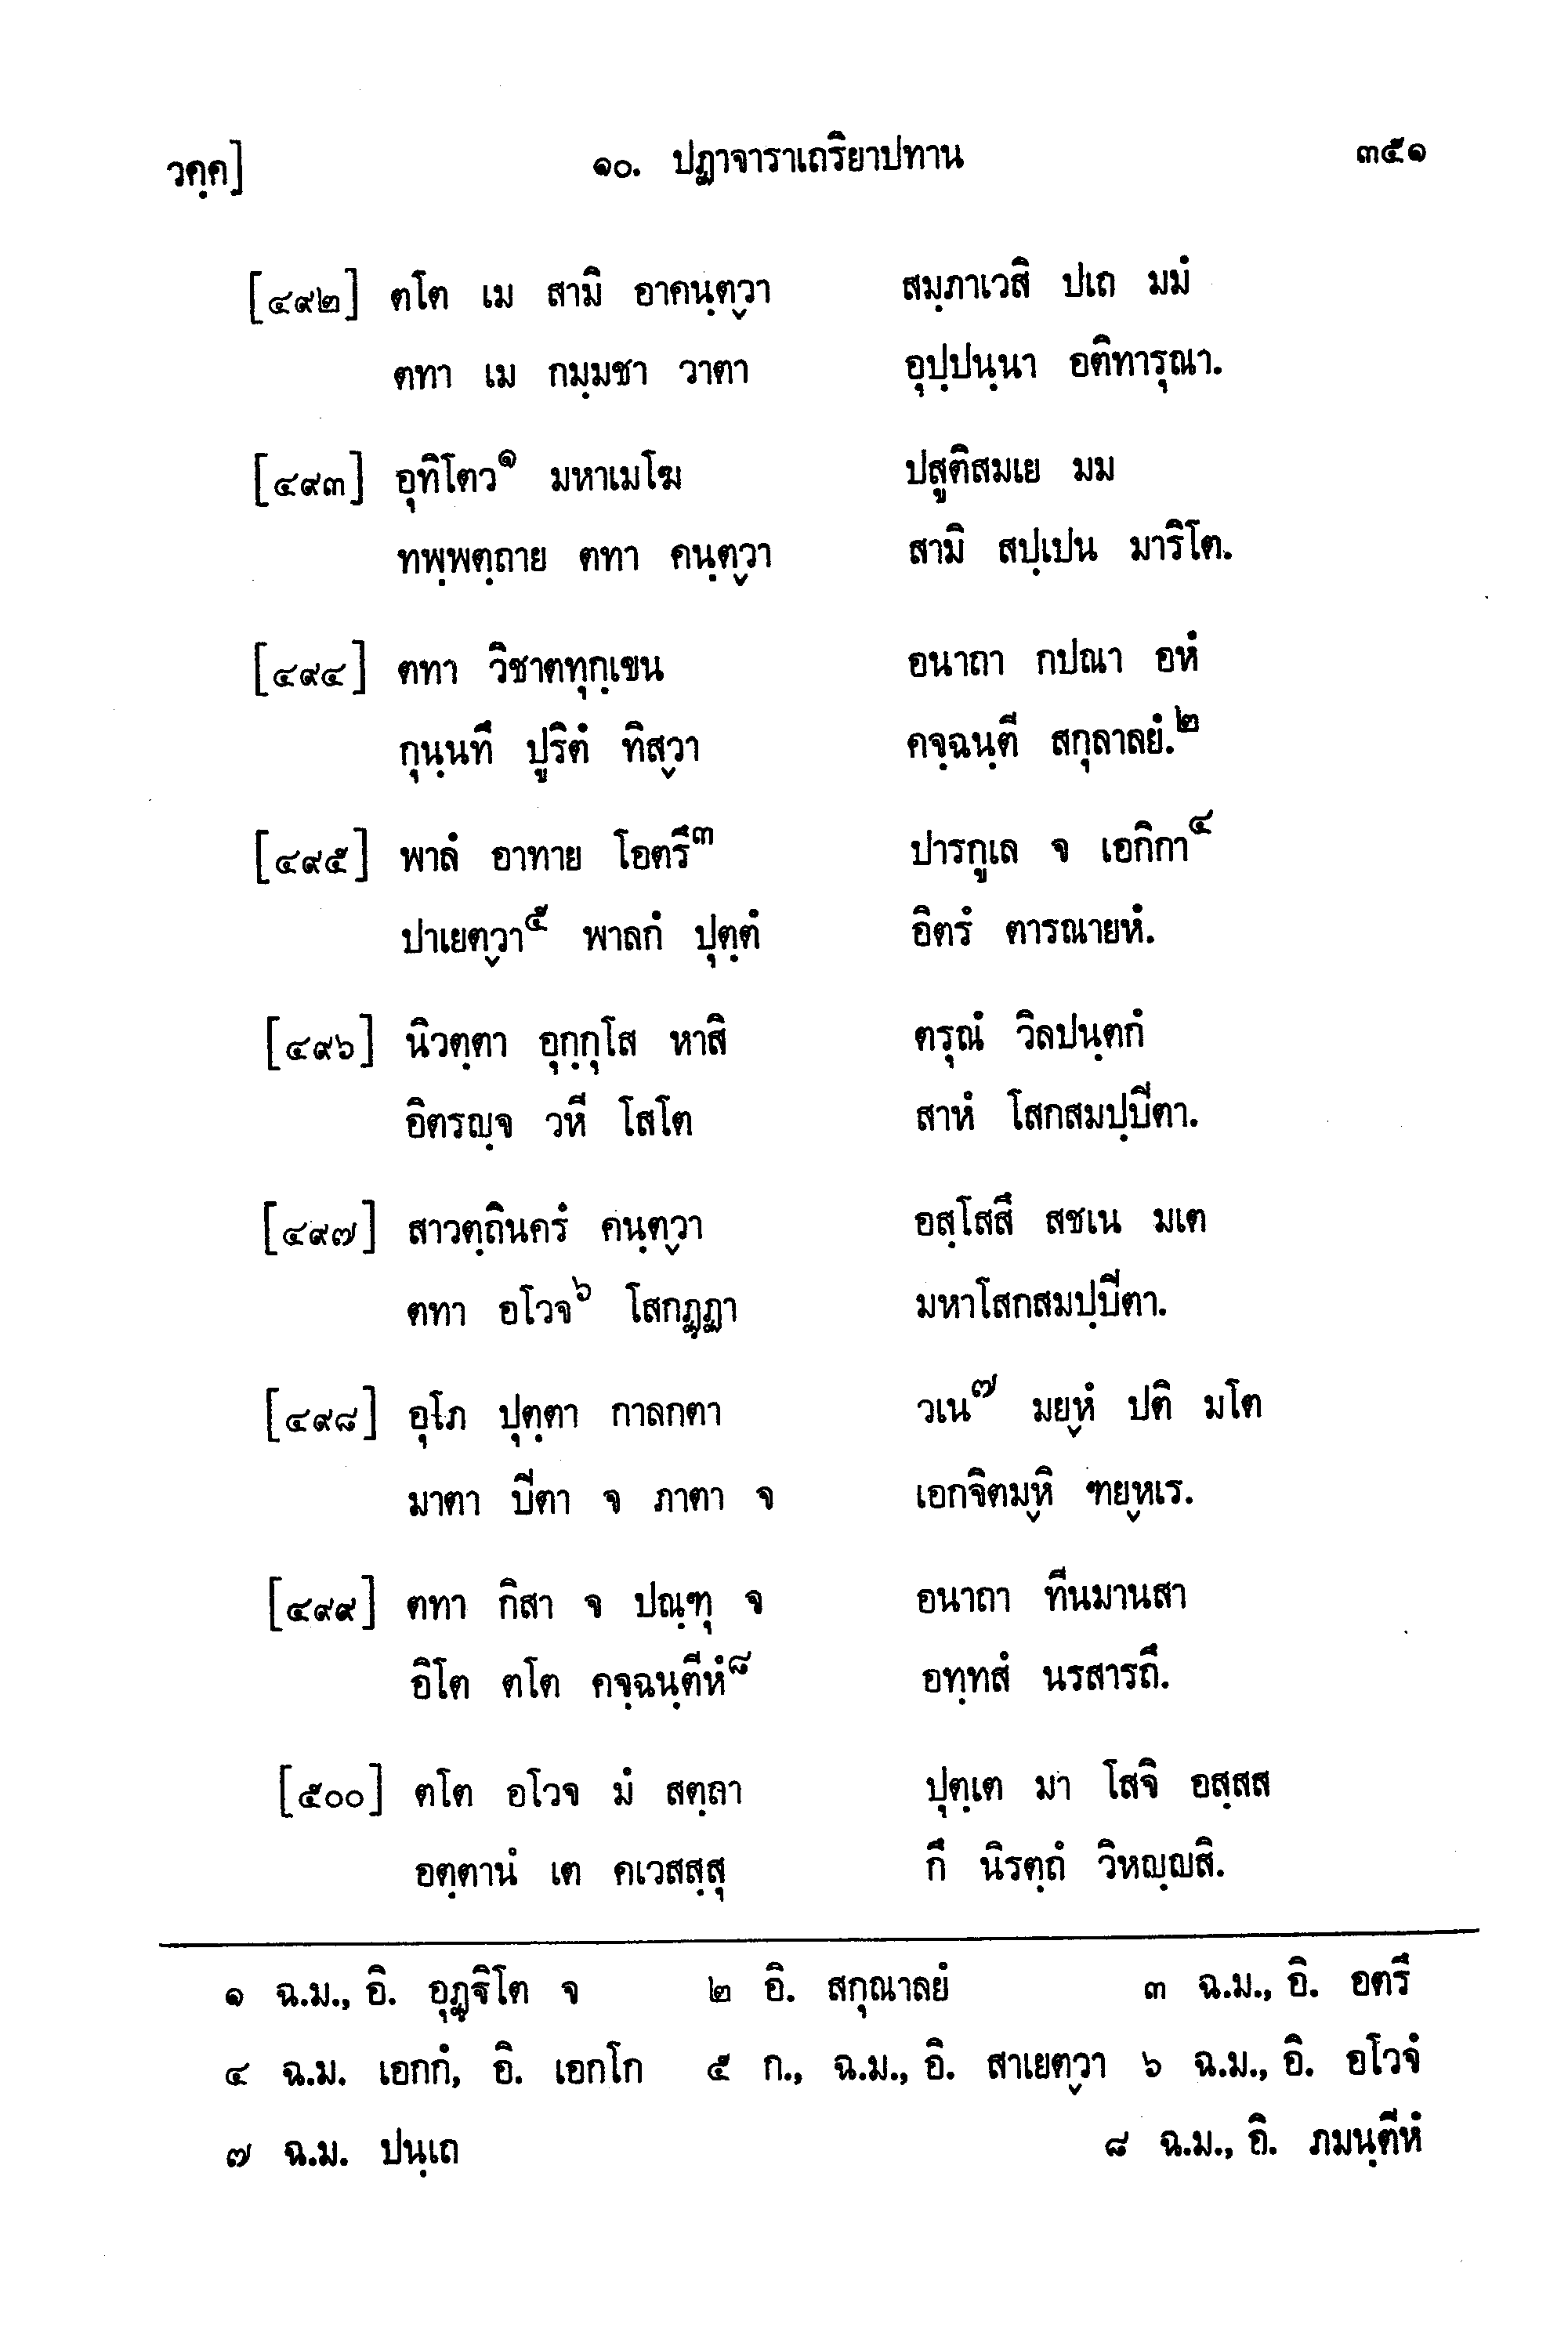 วคฺค] ๑๐. ปฏาจาราเถริยาปทาน ๓๕๑
[๔๙๒] ตโต เม สามิ อาคนฺตฺวา สมฺภาเวสิ ปเถ มมํ
ตทา เม กมฺมชา วาตา อุปฺปนฺนา อติทารุณา.
[๔๙๓] อุทิโตว๑ มหาเมโฆ ปสูติสมเย มม
ทพฺพตฺถาย ตทา คนฺตฺวา สามิ สปฺเปน มาริโต.
[๔๙๔] ตทา วิชาตทุกฺเขน อนาถา กปณา อหํ
กุนฺนทึ ปูริตํ ทิสฺวา คจฺฉนฺตี สกุลาลยํ.๒
[๔๙๕] พาลํ อาทาย โอตรึ๓ ปารกูเล จ เอกิกา๔
ปาเยตฺวา๕ พาลกํ ปุตฺตํ อิตรํ ตารณายหํ.
[๔๙๖] นิวตฺตา อุกฺกุโส หาสิ ตรุณํ วิลปนฺตกํ
อิตรญฺจ วหี โสโต สาหํ โสกสมปฺปีตา.
[๔๙๗] สาวตฺถินครํ คนฺตฺวา อสฺโสสึ สชเน มเต
ตทา อโวจ๖ โสกฏฺฏา มหาโสกสมปฺปีตา.
[๔๙๘] อุโภ ปุตฺตา กาลกตา วเน๗ มยฺหํ ปติ มโต
มาตา ปีตา จ ภาตา จ เอกจิตมฺหิ ฑยฺหเร.
[๔๙๙] ตทา กิสา จ ปณฺฑุ จ อนาถา ทีนมานสา
อิโต ตโต คจฺฉนฺตีหํ๘ อทฺทสํ นรสารถึ.
[๕๐๐] ตโต อโวจ มํ สตฺถา ปุตฺเต มา โสจิ อสฺสส
อตฺตานํ เต คเวสสฺสุ กึ นิรตฺถํ วิหญฺญสิ.
๑ ฉ.ม., อิ. อุฏฺฐิโต จ ๒ อิ. สกุณาลยํ ๓ ฉ.ม., อิ. อตรึ
๔ ฉ.ม. เอกกํ, อิ. เอกโก ๕ ก., ฉ.ม., อิ. สาเยตฺวา ๖ ฉ.ม., อิ. อโวจํ
๗ ฉ.ม. ปนฺเถ ๘ ฉ.ม., อิ. ภมนฺตีหํ